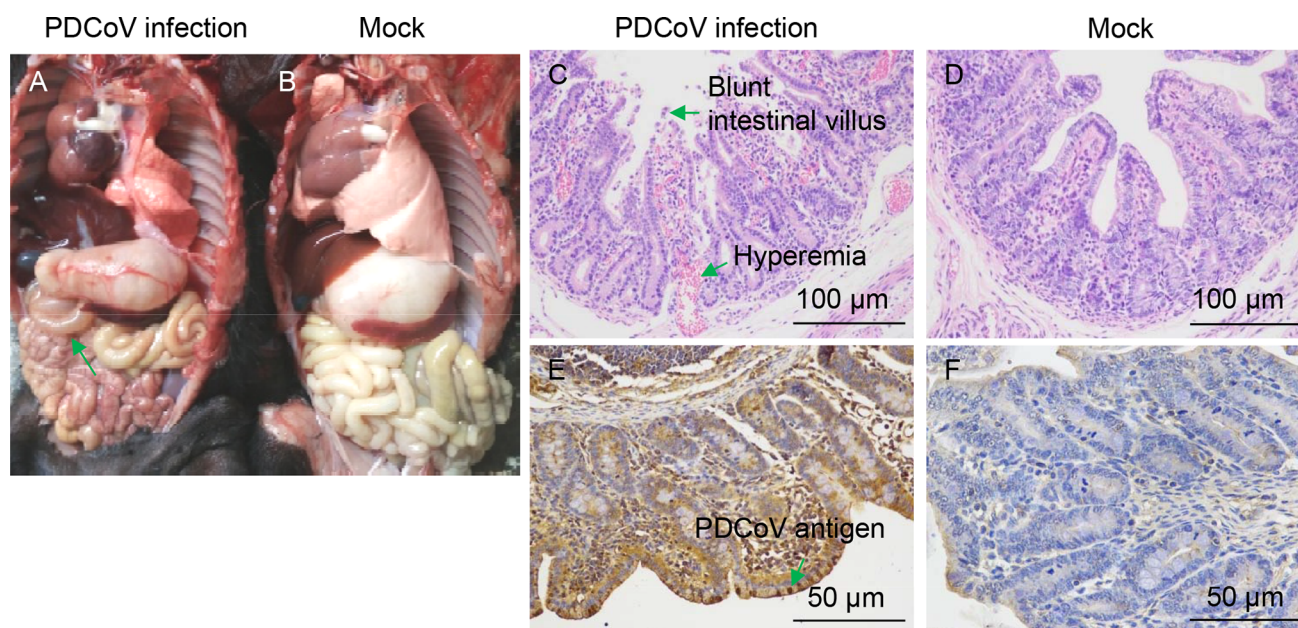 PDCoV infection
Mock
PDCoV infection
Mock
A
B
C
Blunt
intestinal villus
Hyperemia
100 µm
D
100 µm
E
PDCoV antigen
50 µm
F
50 µm